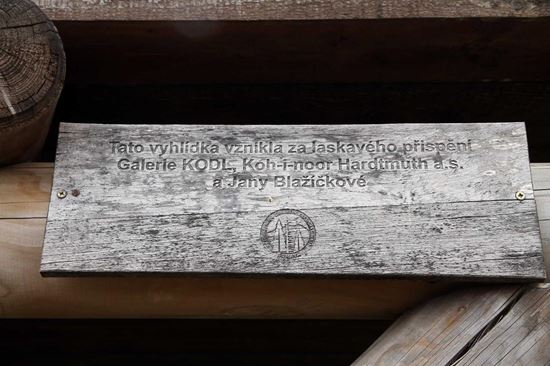 Tato vyhlídka vznikla za laskavého přispění
Galerie KODL, Koh-i-noor Hardtmuth a.s.
a Jany Blažíčkové